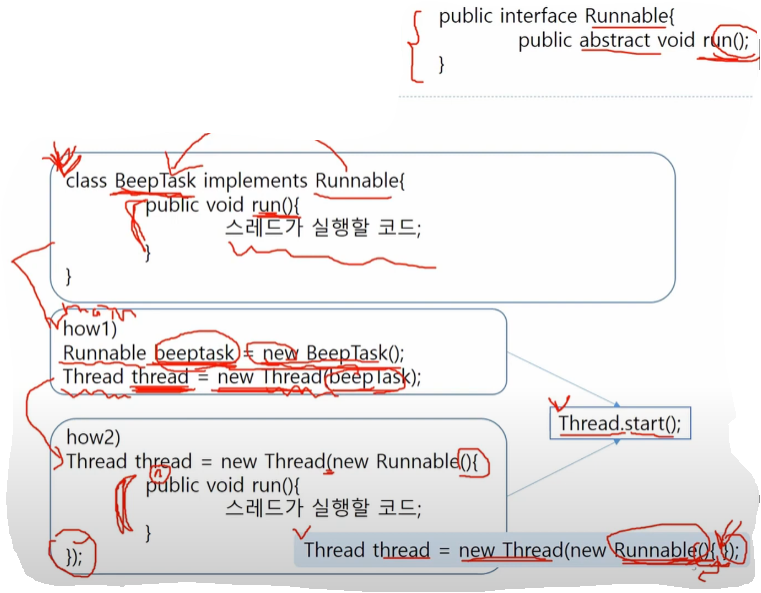 public interface Runnable{
public abstract void run();
}
class BeepTask implements Runnable{
public void run(){
스레드가 실행할 코드;
}
}
main
how1)
Runnable beeptask = new BeepTask();
Thread thread = new Thread(beepTask);
Thread.start();
how2)
Thread thread = new Thread(new Runnable(){
public void run(){
스레드가 실행할 코드;
}
});
Thread thread = new Thread(new Runnable(){ });